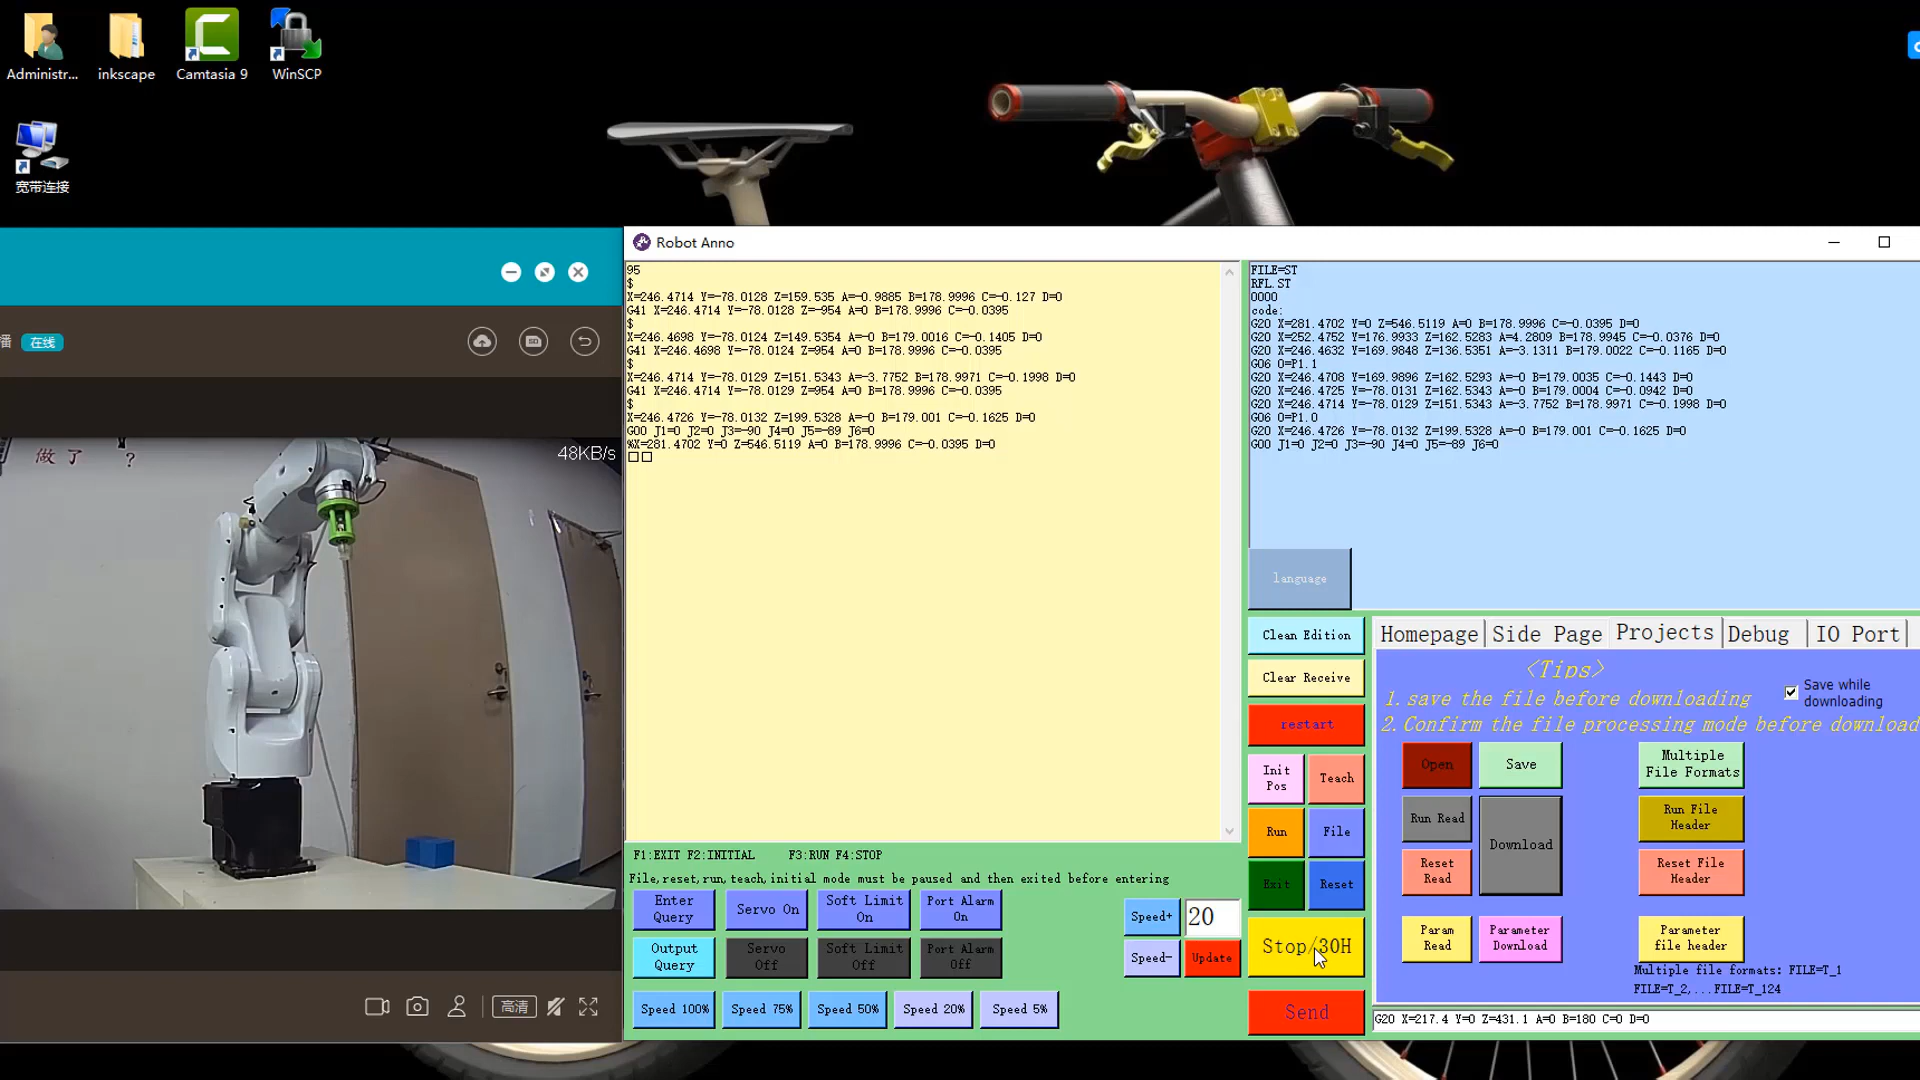 Administr...
inkscape
Camtasia 9
WinSCP
宽带连接
播
在线
做了 ?
48KB/s
Robot Anno
95
$
X=246.4714 Y=-78.0128 Z=159.535 A=-0.9885 B=178.9996 C=-0.127 D=0
G41 X=246.4714 Y=-78.0128 Z=-954 A=0 B=178.9996 C=-0.0395
$
X=246.4698 Y=-78.0124 Z=149.5354 A=-0 B=179.0016 C=-0.1405 D=0
G41 X=246.4698 Y=-78.0124 Z=954 A=0 B=178.9996 C=-0.0395
$
X=246.4714 Y=-78.0129 Z=151.5343 A=-3.7752 B=178.9971 C=-0.1998 D=0
G41 X=246.4714 Y=-78.0129 Z=954 A=0 B=178.9996 C=-0.0395
$
X=246.4726 Y=-78.0132 Z=199.5328 A=-0 B=179.001 C=-0.1625 D=0
G00 J1=0 J2=0 J3=-90 J4=0 J5=-89 J6=0
%X=281.4702 Y=0 Z=546.5119 A=0 B=178.9996 C=-0.0395 D=0
FILE=ST
RFL.ST
0000
code:
G20 X=281.4702 Y=0 Z=546.5119 A=0 B=178.9996 C=-0.0395 D=0
G20 X=252.4752 Y=176.9933 Z=162.5283 A=4.2809 B=178.9945 C=-0.0376 D=0
G20 X=246.4632 Y=169.9848 Z=136.5351 A=-3.1311 B=179.0022 C=-0.1165 D=0
G06 O=P1.1
G20 X=246.4708 Y=169.9896 Z=162.5293 A=-0 B=179.0035 C=-0.1443 D=0
G20 X=246.4725 Y=-78.0131 Z=162.5343 A=-0 B=179.0004 C=-0.0942 D=0
G20 X=246.4714 Y=-78.0129 Z=151.5343 A=-3.7752 B=178.9971 C=-0.1998 D=0
G06 O=P1.0
G20 X=246.4726 Y=-78.0132 Z=199.5328 A=-0 B=179.001 C=-0.1625 D=0
G00 J1=0 J2=0 J3=-90 J4=0 J5=-89 J6=0
language
Clean Edition
Clear Receive
restart
Init
Pos
Teach
Run
File
Exit
Reset
Stop/30H
Send
Homepage
Side Page
Projects
Debug
IO Port
<Tips>
1.save the file before downloading
2.Confirm the file processing mode before download
Save while
downloading
Open
Save
Multiple
File Formats
Run Read
Download
Run File
Header
Reset
Read
Reset File
Header
Param
Read
Parameter
Download
Parameter
file header
Multiple file formats: FILE=T_1
FILE=T_2,...FILE=T_124
G20 X=217.4 Y=0 Z=431.1 A=0 B=180 C=0 D=0
F1:EXIT F2:INITIAL F3:RUN F4:STOP
File,reset,run,teach,initial mode must be paused and then exited before entering
Enter
Query
Servo On
Soft Limit
On
Port Alarm
On
Output
Query
Servo
Off
Soft Limit
Off
Port Alarm
Off
Speed+
20
Speed-
Update
Speed 100%
Speed 75%
Speed 50%
Speed 20%
Speed 5%
高清